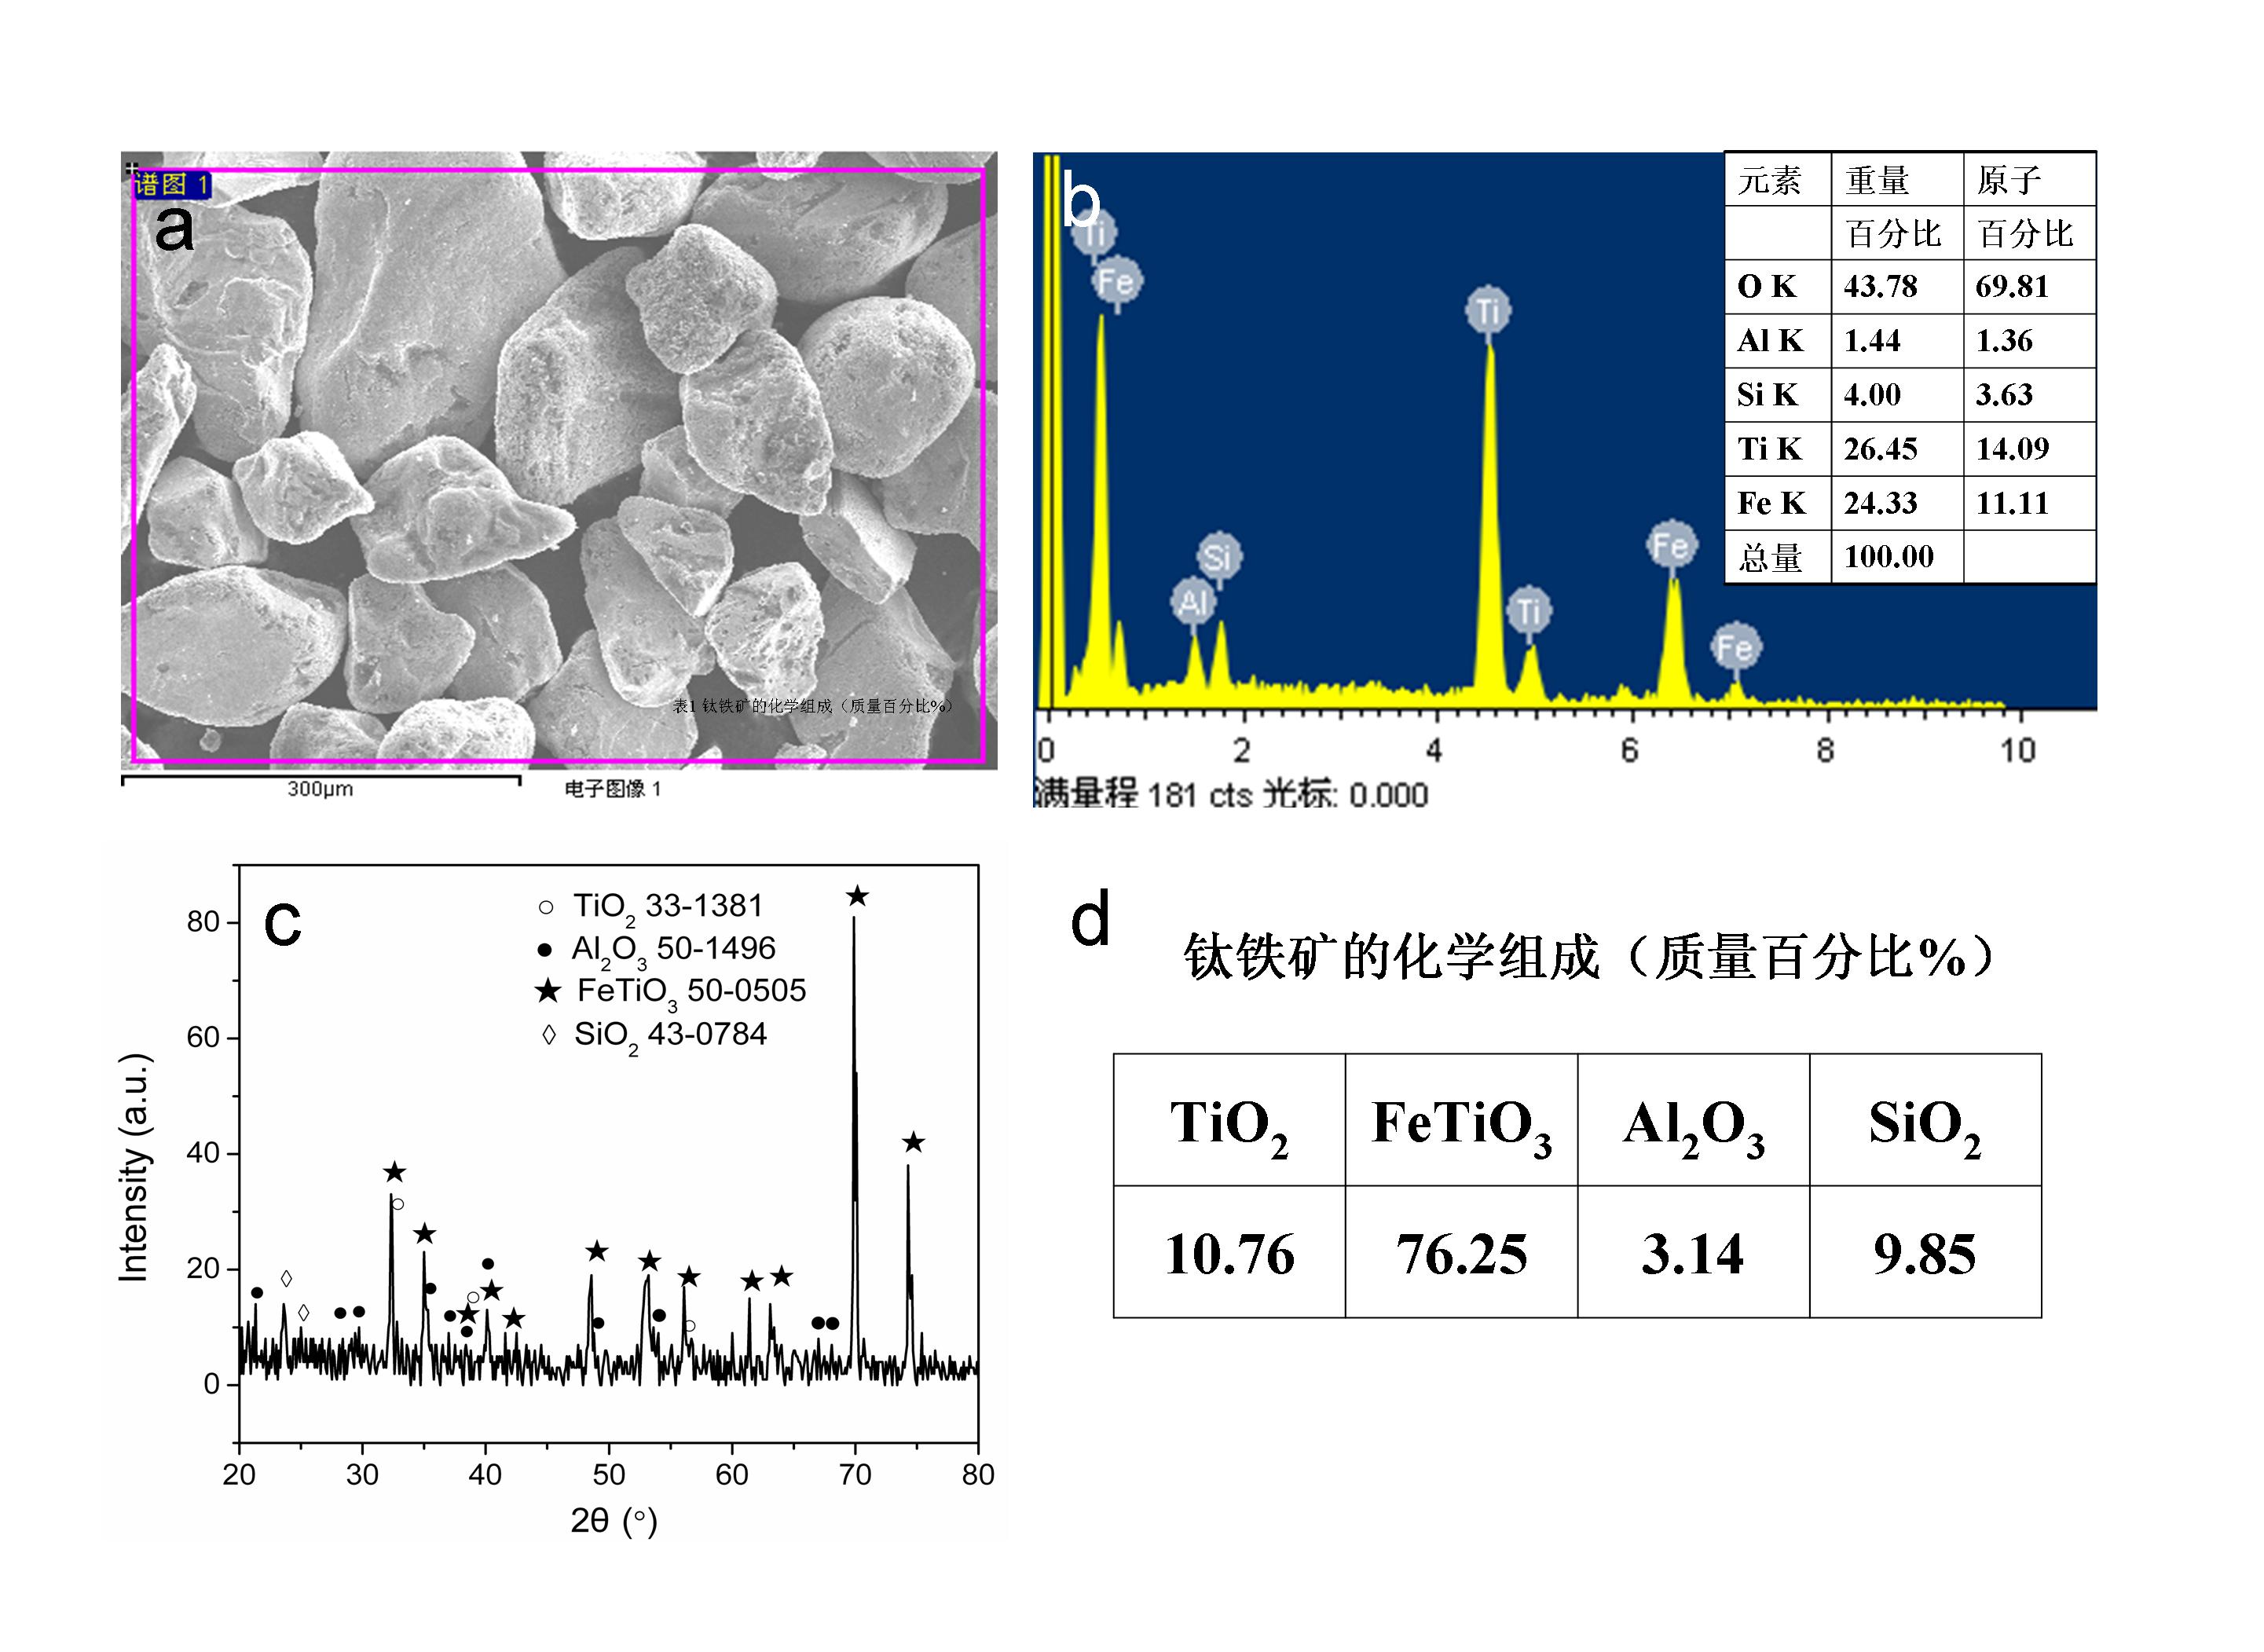 谱图 1
a
表1 钛铁矿的化学组成（质量百分比%）
300μm
电子图像 1
b
Ti
Fe
Al
Si
Ti
Ti
Fe
Fe
0 2 4 6 8 10
满量程 181 cts 光标: 0.000
元素 重量 原子
百分比 百分比
O K 43.78 69.81
Al K 1.44 1.36
Si K 4.00 3.63
Ti K 26.45 14.09
Fe K 24.33 11.11
总量 100.00
c
TiO2 33-1381
Al2O3 50-1496
FeTiO3 50-0505
SiO2 43-0784
Intensity (a.u.)
80
60
40
20
0
20 30 40 50 60 70 80
2θ (°)
d
钛铁矿的化学组成（质量百分比%）
TiO2 FeTiO3 Al2O3 SiO2
10.76 76.25 3.14 9.85